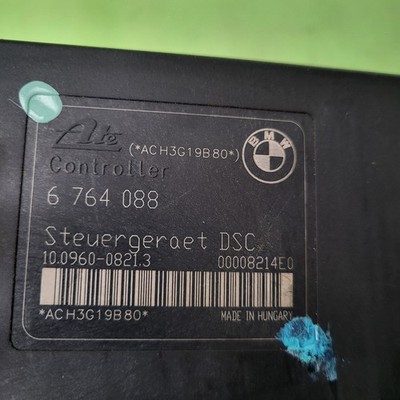 Ate (*ACH3G19B80*) BMW
Controller
6 764 088
Steuergeraet DSC
10.0960-0821.3 00008214E0
*ACH3G19B80* MADE IN HUNGARY